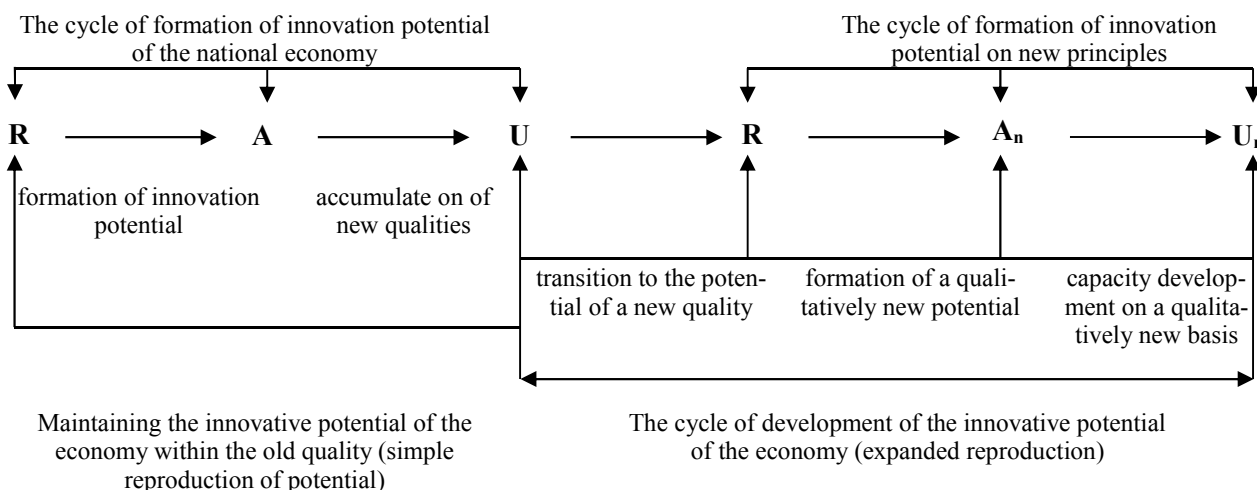 The cycle of formation of innovation potential
of the national economy
The cycle of formation of innovation
potential on new principles
R A U R Aₙ Uₙ
formation of innovation
potential
accumulate on of
new qualities
transition to the poten-
tial of a new quality
formation of a quali-
tatively new potential
capacity develop-
ment on a qualita-
tively new basis
Maintaining the innovative potential of the
economy within the old quality (simple
reproduction of potential)
The cycle of development of the innovative potential
of the economy (expanded reproduction)